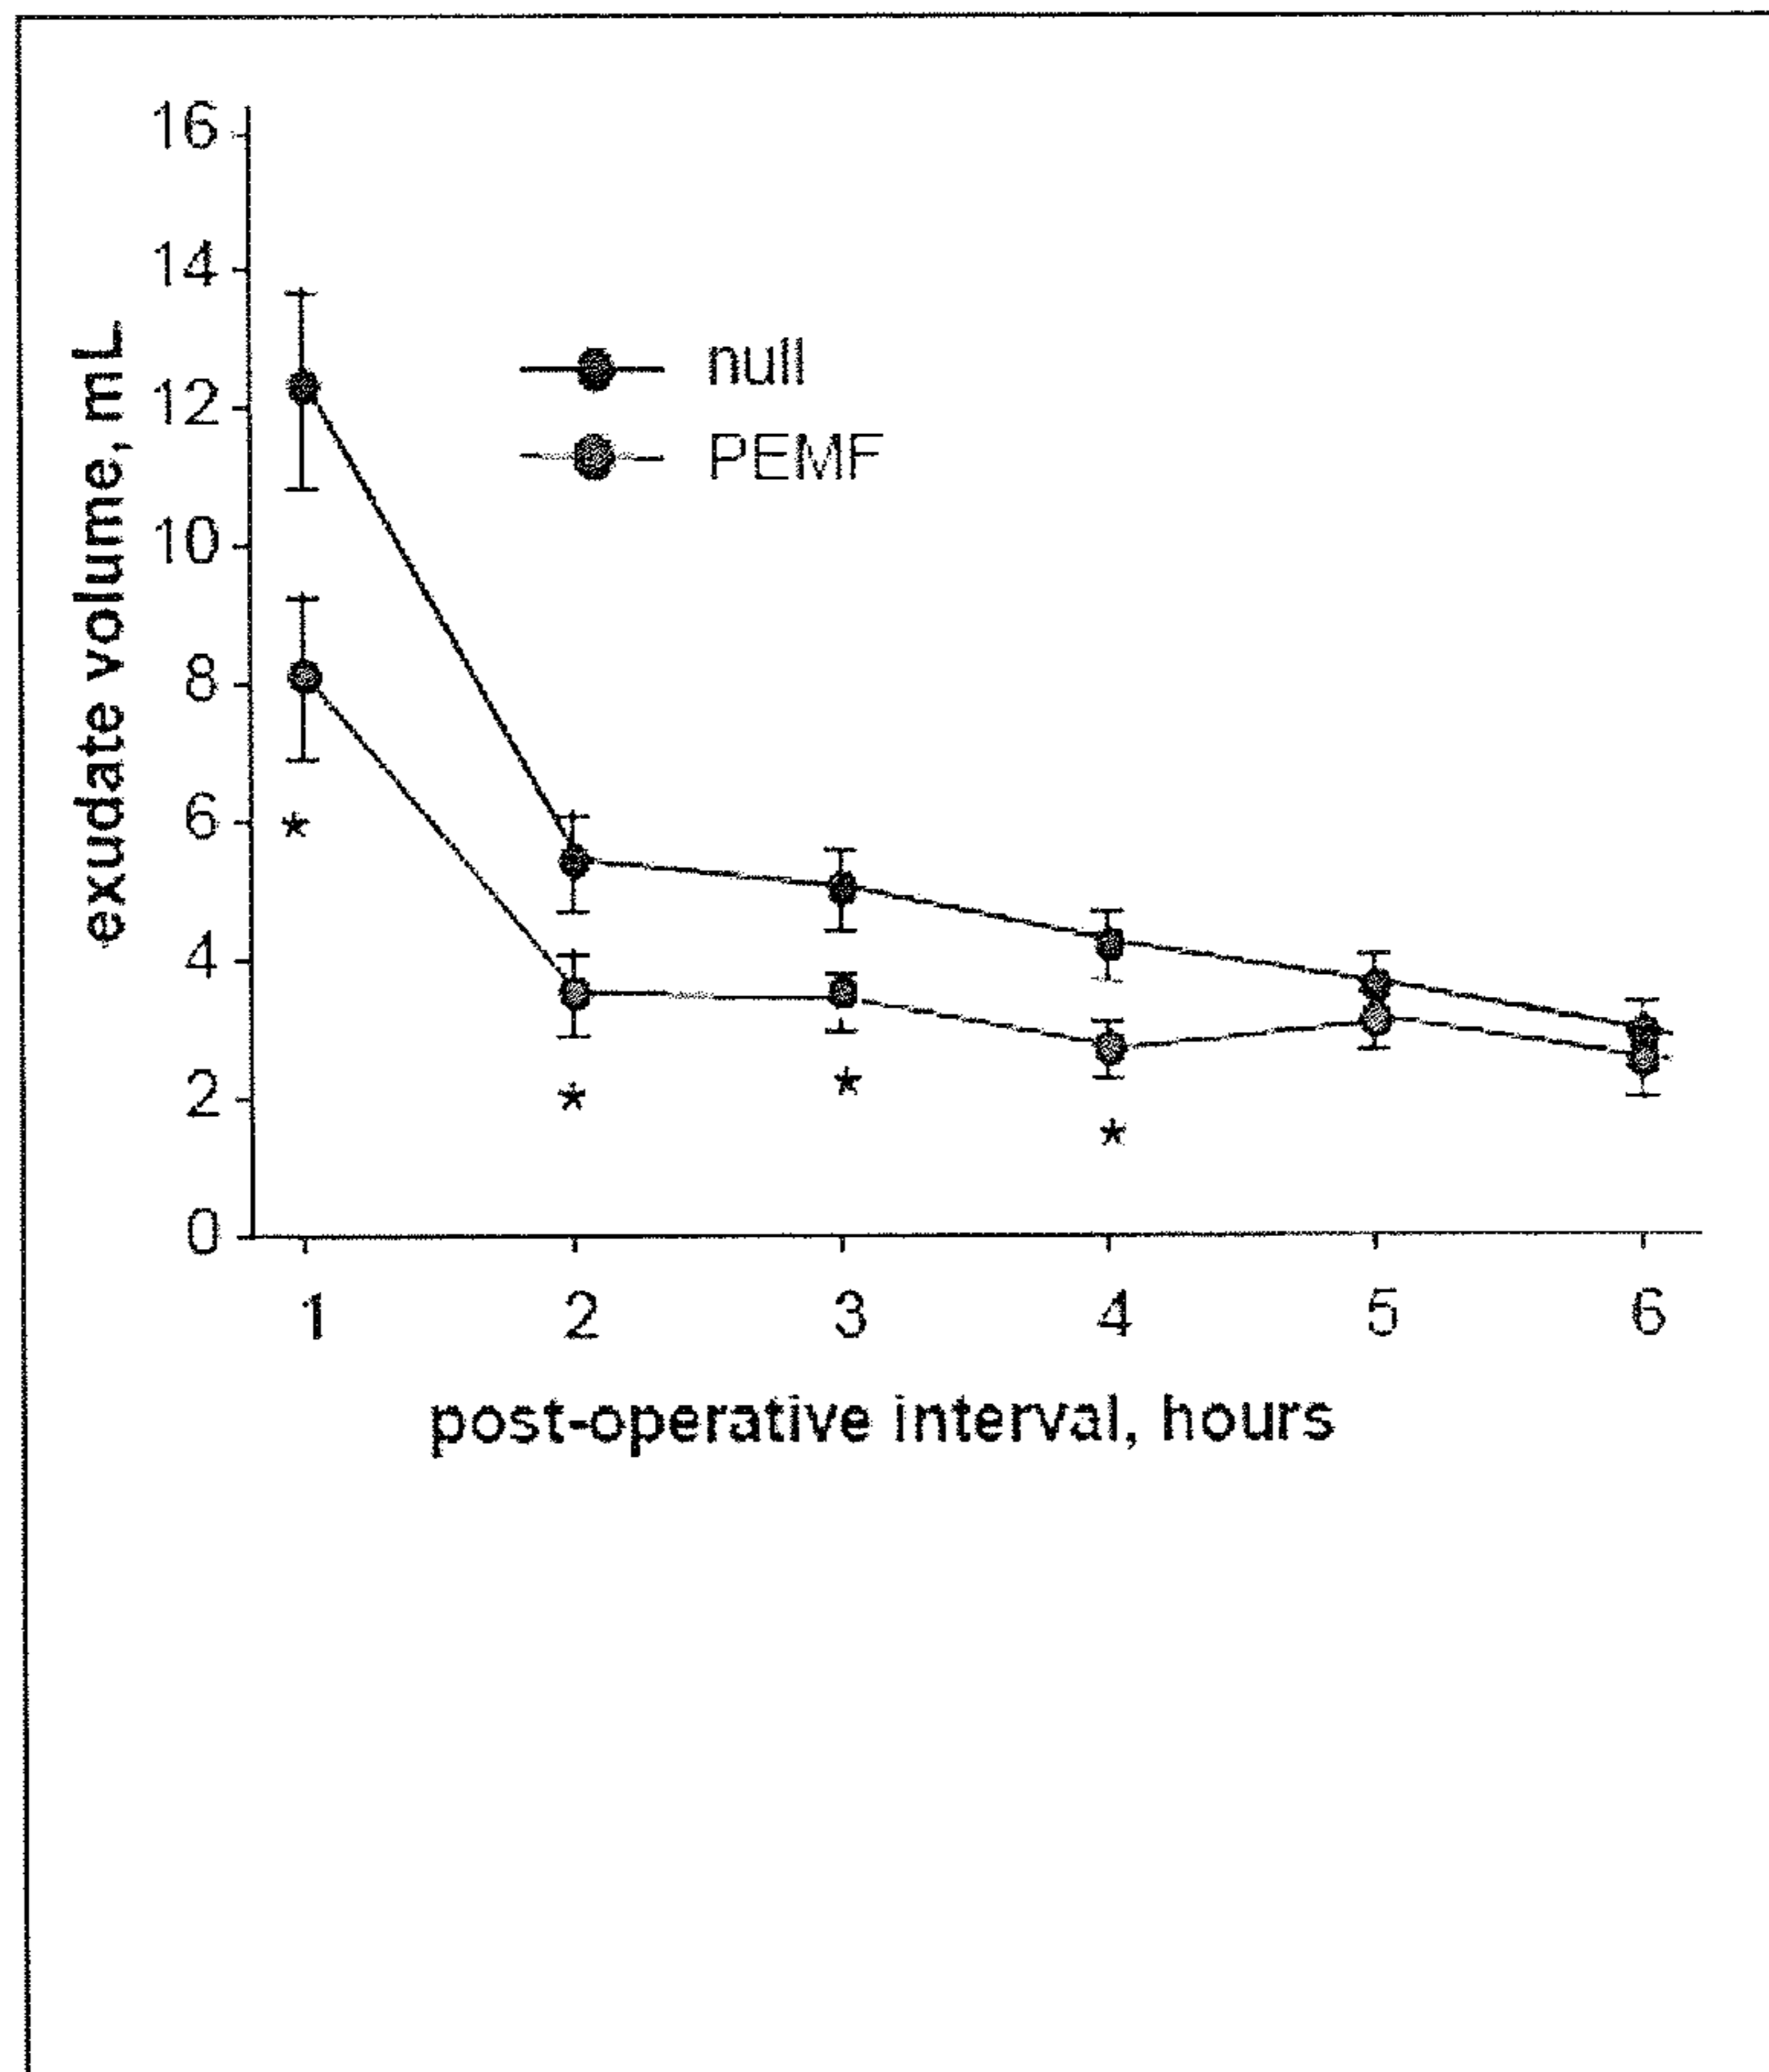 16
14
12
10
8
6
4
2
0
exudate volume, mL
null
PEMF
*
*
*
*
1 2 3 4 5 6
post-operative interval, hours